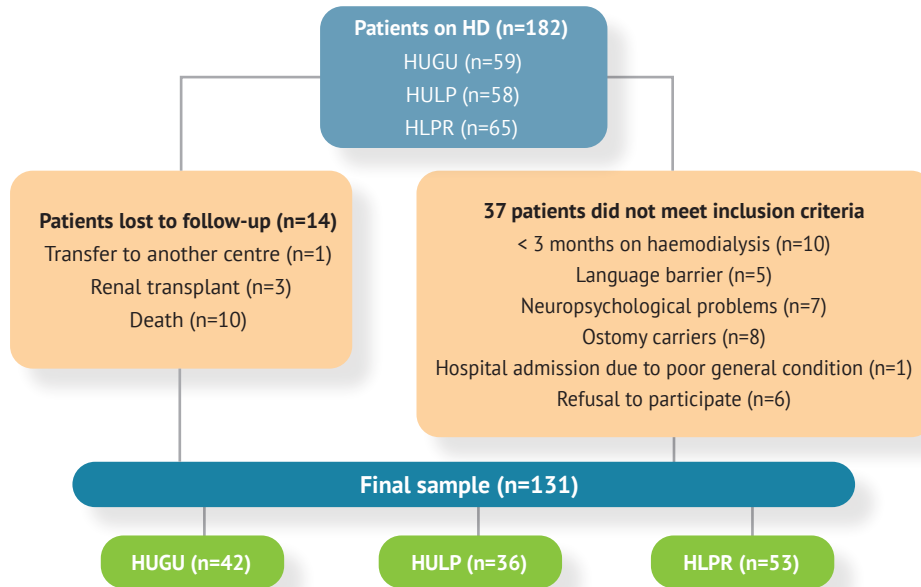 Patients on HD (n=182)
HUGU (n=59)
HULP (n=58)
HLPR (n=65)
Patients lost to follow-up (n=14)
Transfer to another centre (n=1)
Renal transplant (n=3)
Death (n=10)
37 patients did not meet inclusion criteria
< 3 months on haemodialysis (n=10)
Language barrier (n=5)
Neuropsychological problems (n=7)
Ostomy carriers (n=8)
Hospital admission due to poor general condition (n=1)
Refusal to participate (n=6)
Final sample (n=131)
HUGU (n=42)
HULP (n=36)
HLPR (n=53)